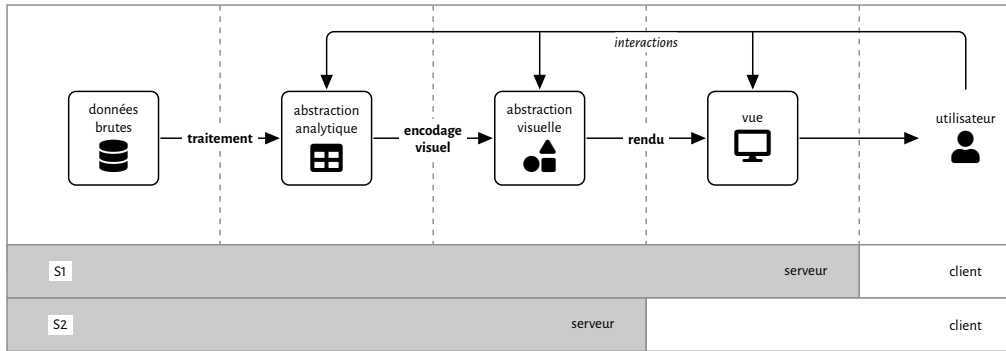 interactions
données
brutes
traitement
abstraction
analytique
encodage
visuel
abstraction
visuelle
rendu
vue
utilisateur
S1
serveur
client
S2
serveur
client